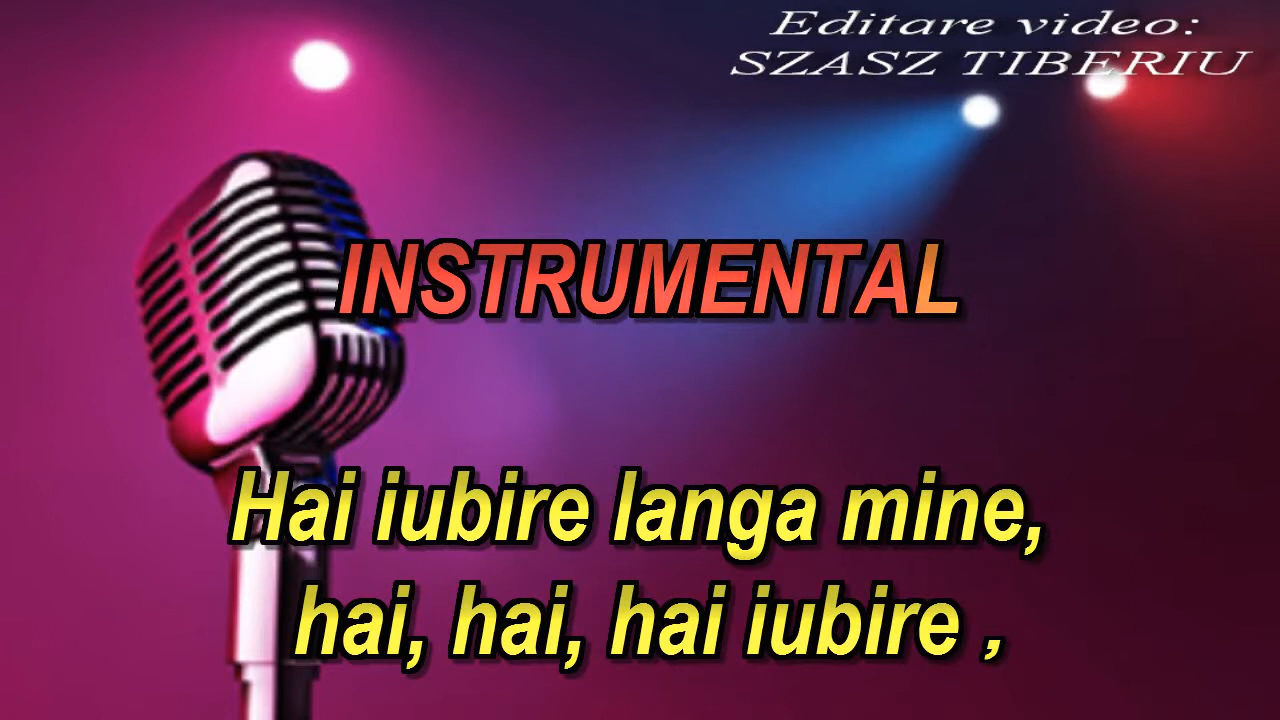 Editare video:
SZASZ TIBERIU
INSTRUMENTAL
Hai iubire langa mine,
hai, hai, hai iubire ,